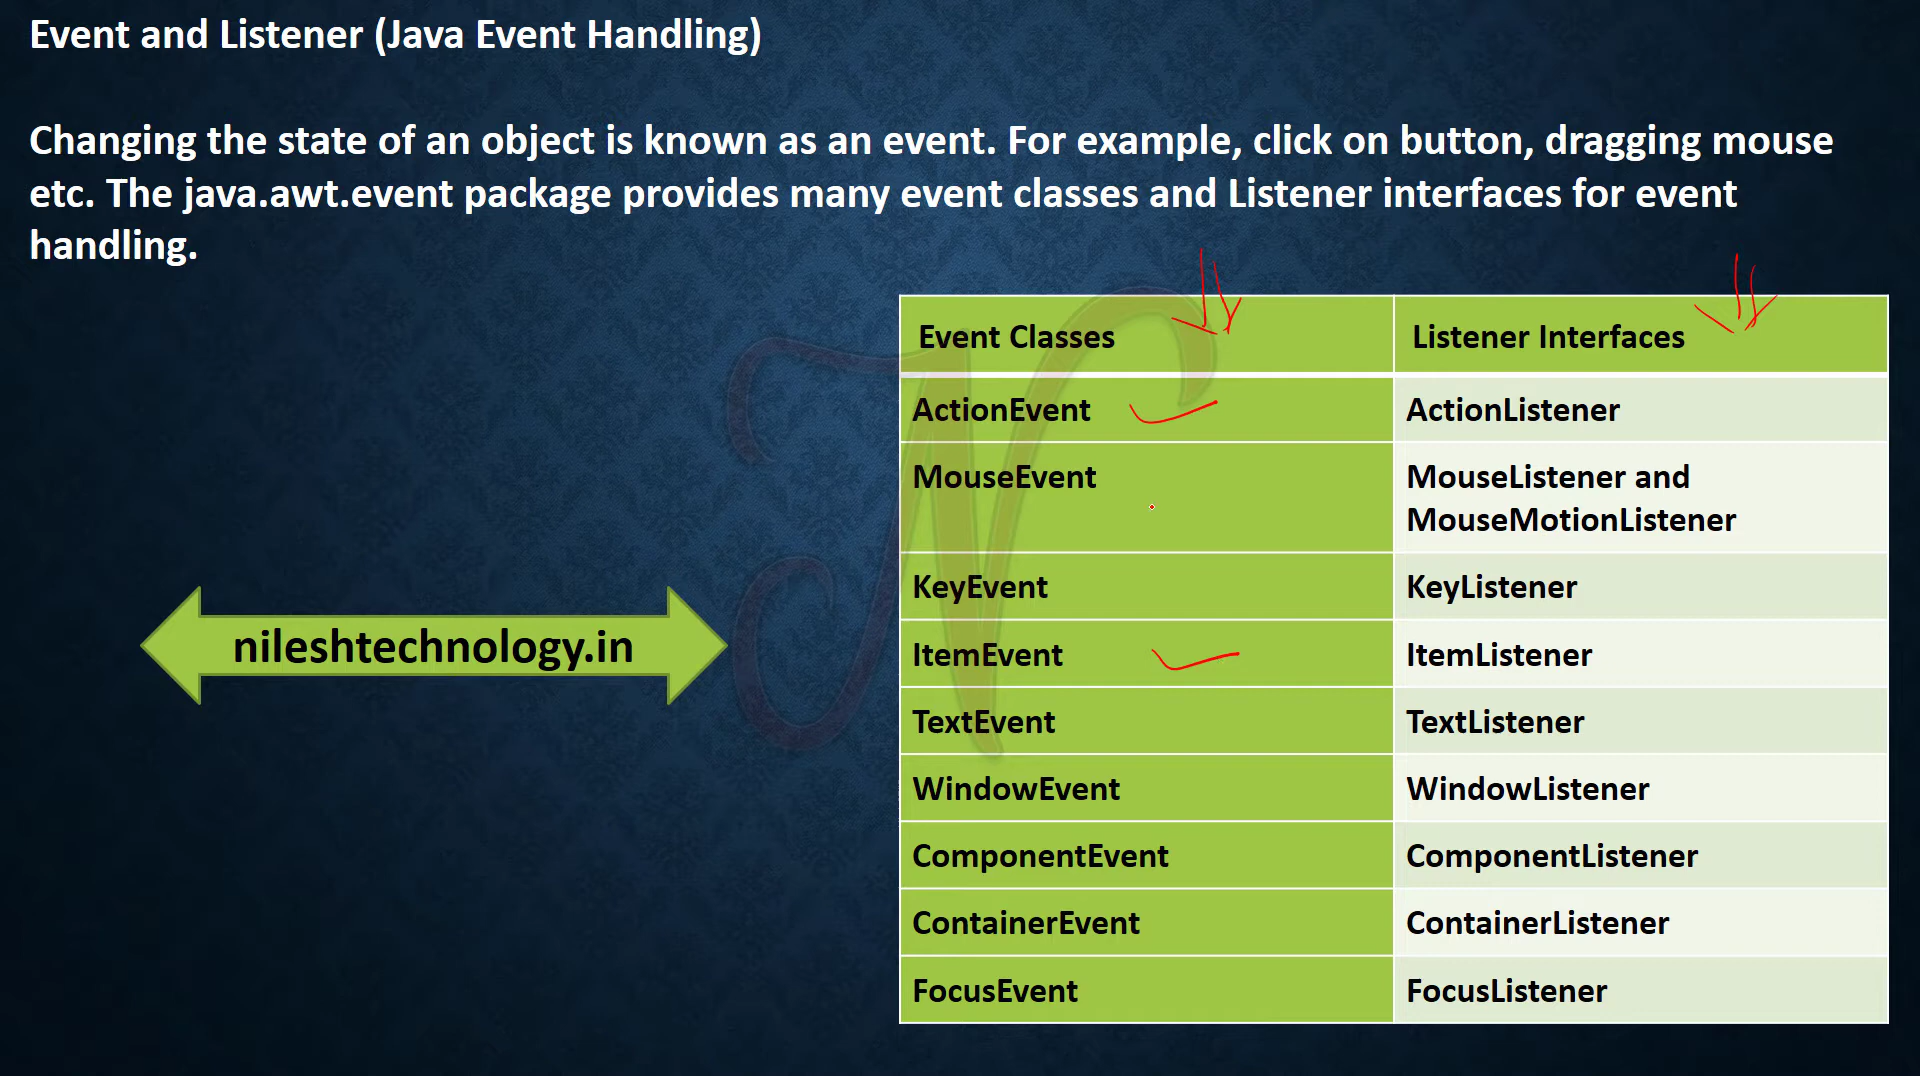 Event and Listener (Java Event Handling)
Changing the state of an object is known as an event. For example, click on button, dragging mouse
etc. The java.awt.event package provides many event classes and Listener interfaces for event
handling.
Event Classes Listener Interfaces
ActionEvent ActionListener
MouseEvent MouseListener and
MouseMotionListener
KeyEvent KeyListener
ItemEvent ItemListener
TextEvent TextListener
WindowEvent WindowListener
ComponentEvent ComponentListener
ContainerEvent ContainerListener
FocusEvent FocusListener
nileshtechnology.in
N